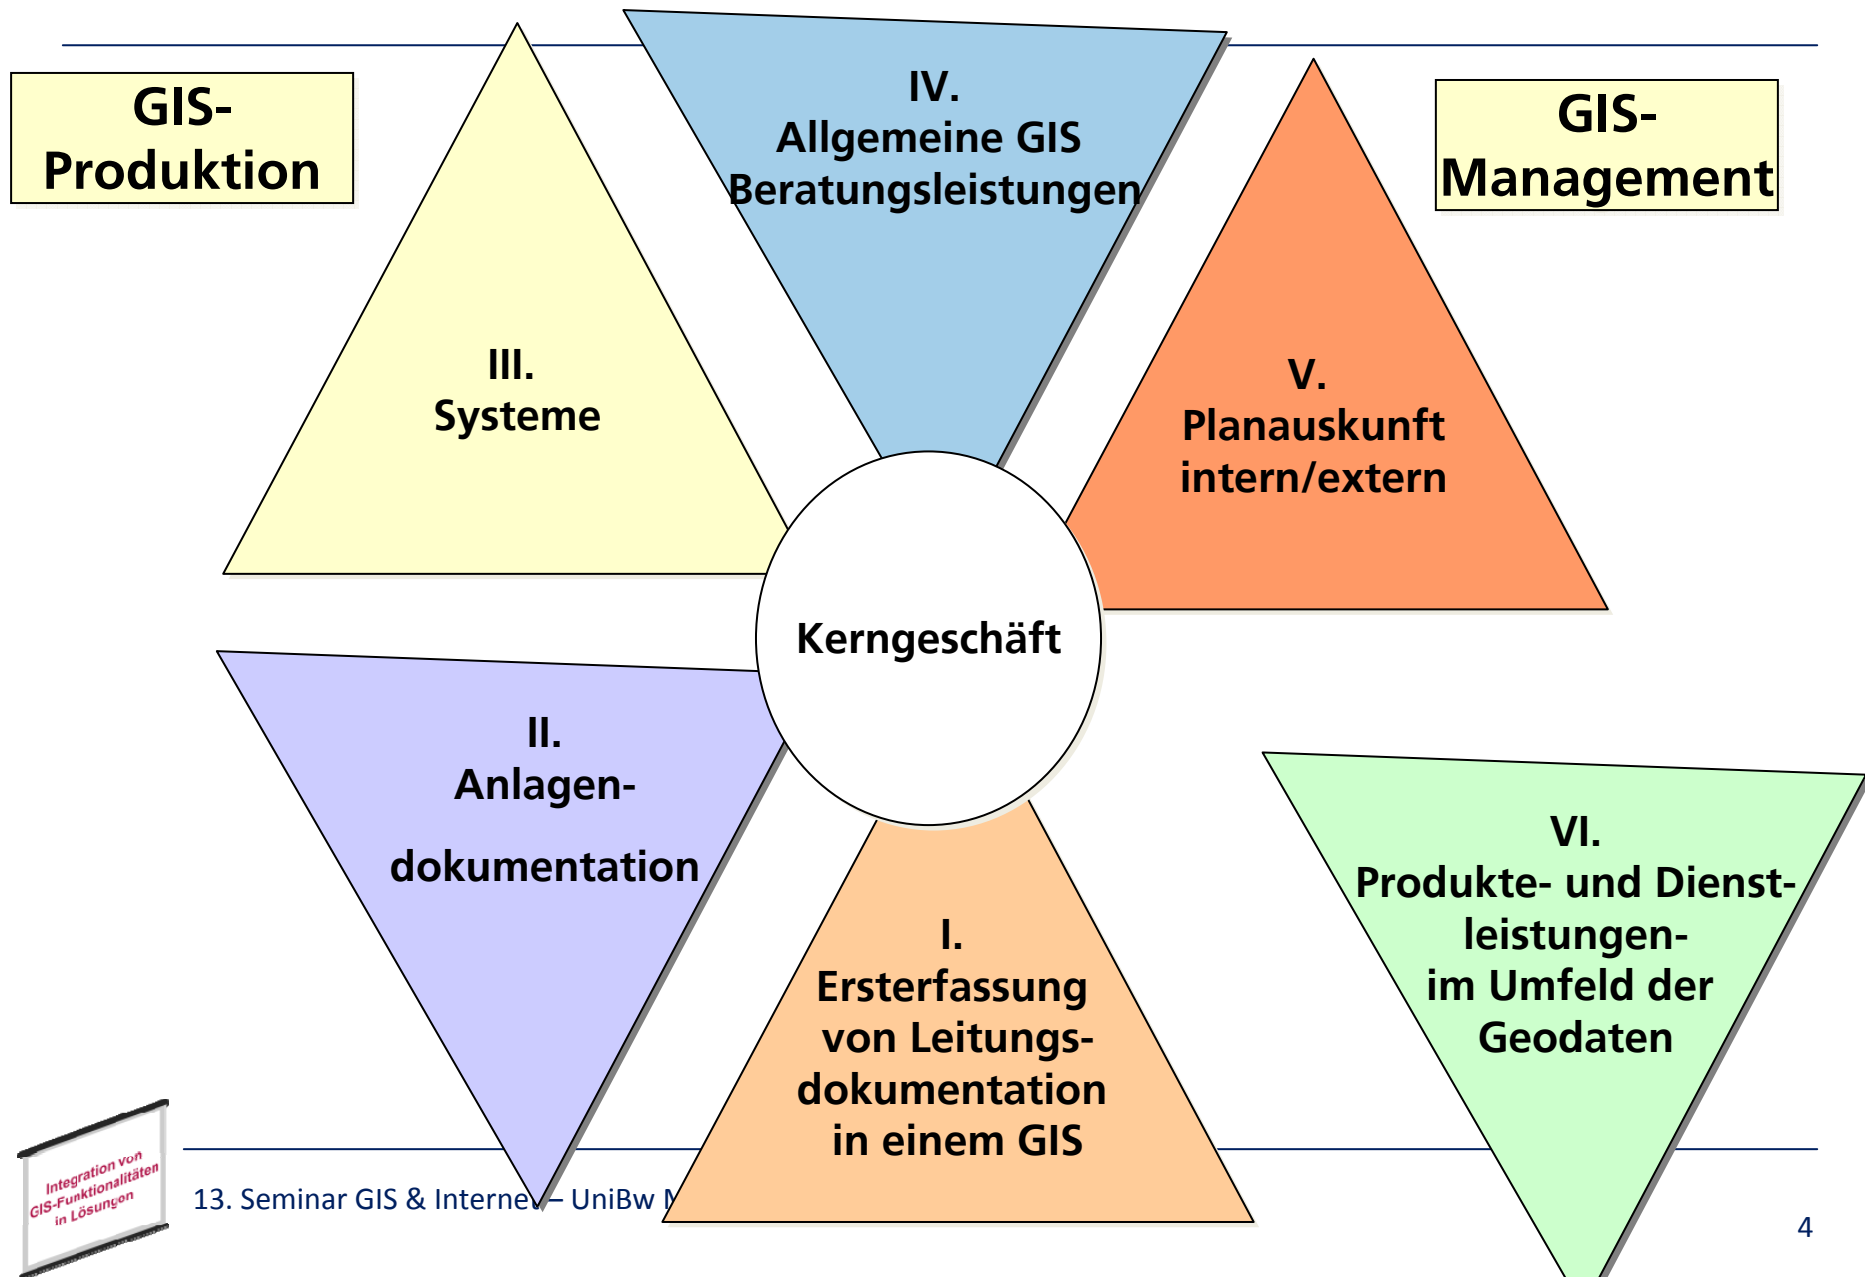 GIS-
Produktion
IV.
Allgemeine GIS
Beratungsleistungen
GIS-
Management
III.
Systeme
V.
Planauskunft
intern/extern
Kerngeschäft
II.
Anlagen-
dokumentation
I.
Ersterfassung
von Leitungs-
dokumentation
in einem GIS
VI.
Produkte- und Dienst-
leistungen-
im Umfeld der
Geodaten
Integration von
GIS-Funktionalitäten
in Lösungen
13. Seminar GIS & Internet – UniBw
4